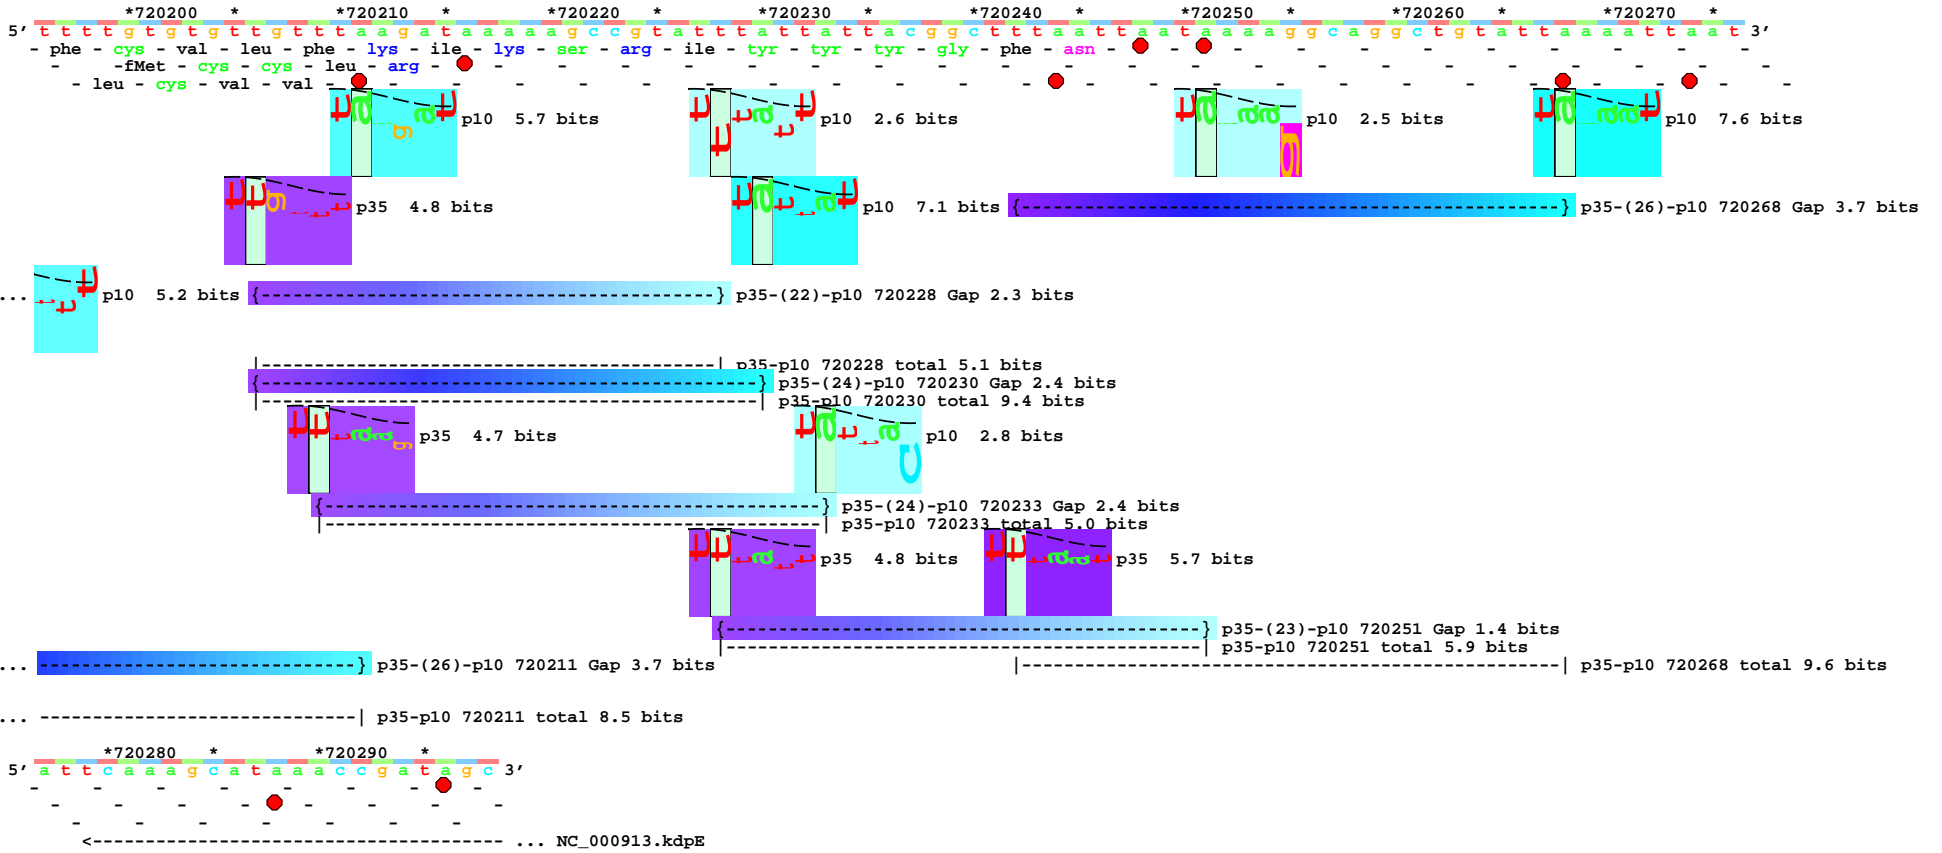 *720200 * *720210 * *720220 * *720230 * *720240 * *720250 * *720260 * *720270 *
5' t t t t g t g t g t t g t t t a a g a t a a a a a g c c g t a t t t a t t a t t a c g g c t t t a a t t a a t a a a a g g c a g g c t g t a t t a a a a t t a a t 3'
- phe - cys - val - leu - phe - lys - ile - lys - ser - arg - ile - tyr - tyr - tyr - gly - phe - asn
- -fMet - cys - cys - leu - arg -
- leu - cys - val - val -
p10 5.7 bits
p10 2.6 bits
p10 2.5 bits
p10 7.6 bits
p35 4.8 bits
p10 7.1 bits
{--------------------------} p35-(26)-p10 720268 Gap 3.7 bits
... p10 5.2 bits
{----------------------} p35-(22)-p10 720228 Gap 2.3 bits
|----------------------| p35-p10 720228 total 5.1 bits
{------------------------} p35-(24)-p10 720230 Gap 2.4 bits
|------------------------| p35-p10 720230 total 9.4 bits
p35 4.7 bits
p10 2.8 bits
{------------------------} p35-(24)-p10 720233 Gap 2.4 bits
|------------------------| p35-p10 720233 total 5.0 bits
p35 4.8 bits
p35 5.7 bits
{-----------------------} p35-(23)-p10 720251 Gap 1.4 bits
|-----------------------| p35-p10 720251 total 5.9 bits
... ---------------} p35-(26)-p10 720211 Gap 3.7 bits
|--------------------------| p35-p10 720268 total 9.6 bits
... ---------------| p35-p10 720211 total 8.5 bits
*720280 * *720290 *
5' a t t c a a a g c a t a a a c c g a t a g c 3'
<--------------------------------------- ... NC_000913.kdpE